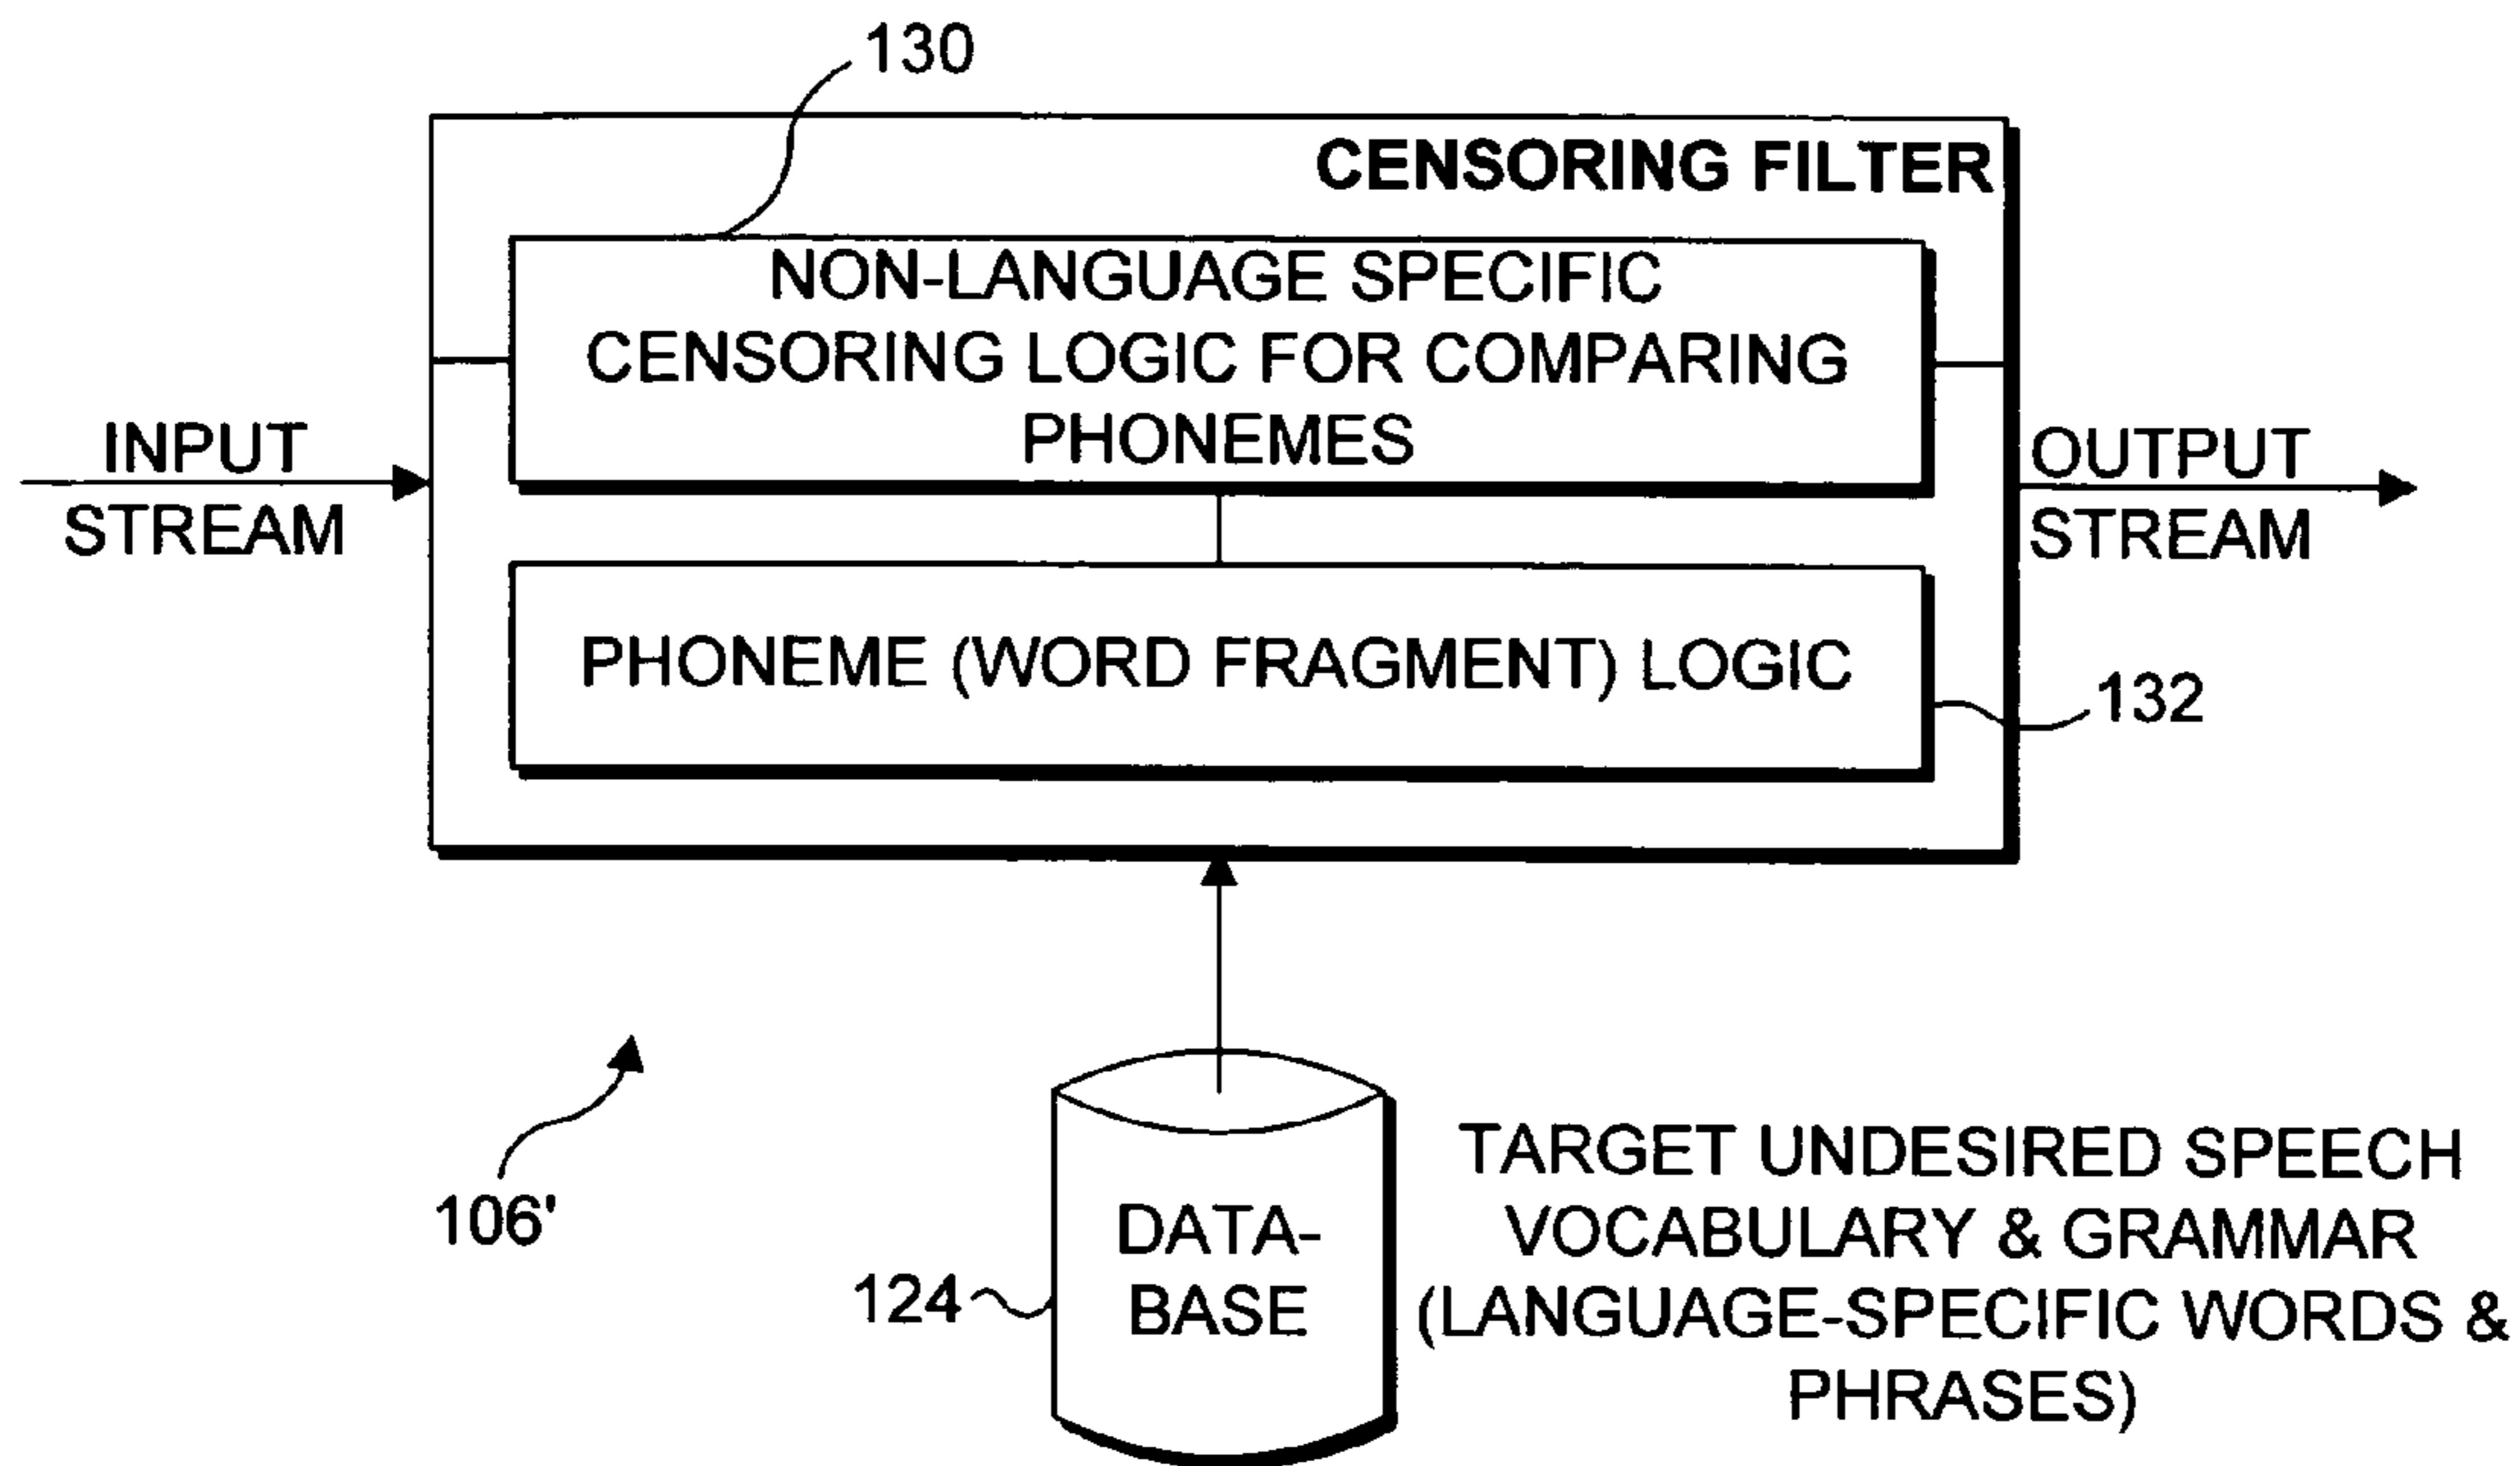 130
CENSORING FILTER
NON-LANGUAGE SPECIFIC
CENSORING LOGIC FOR COMPARING
PHONEMES
INPUT
STREAM
OUTPUT
STREAM
PHONEME (WORD FRAGMENT) LOGIC
132
106'
124
DATA-
BASE
TARGET UNDESIRED SPEECH
VOCABULARY & GRAMMAR
(LANGUAGE-SPECIFIC WORDS &
PHRASES)